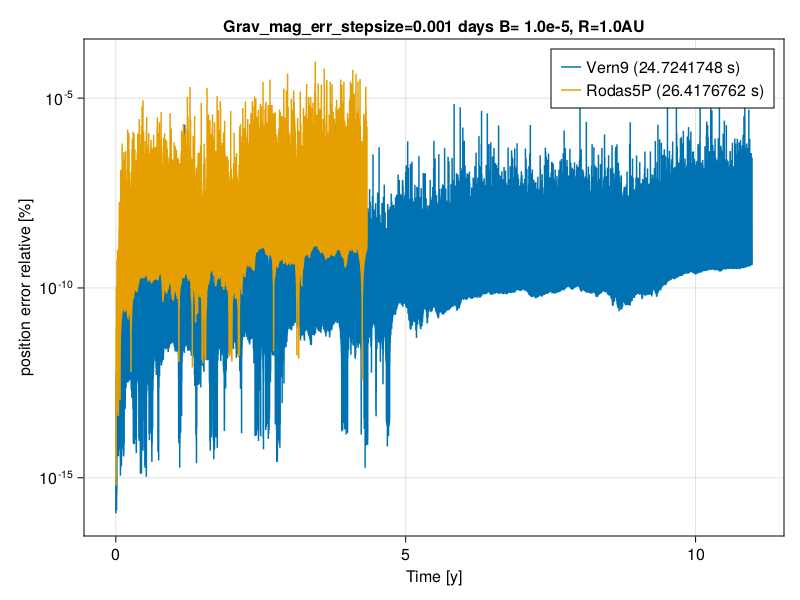 Grav_mag_err_stepsize=0.001 days B= 1.0e-5, R=1.0AU
Vern9 (24.7241748 s)
Rodas5P (26.4176762 s)
position error relative [%]
10^-5
10^-10
10^-15
0 5 10
Time [y]